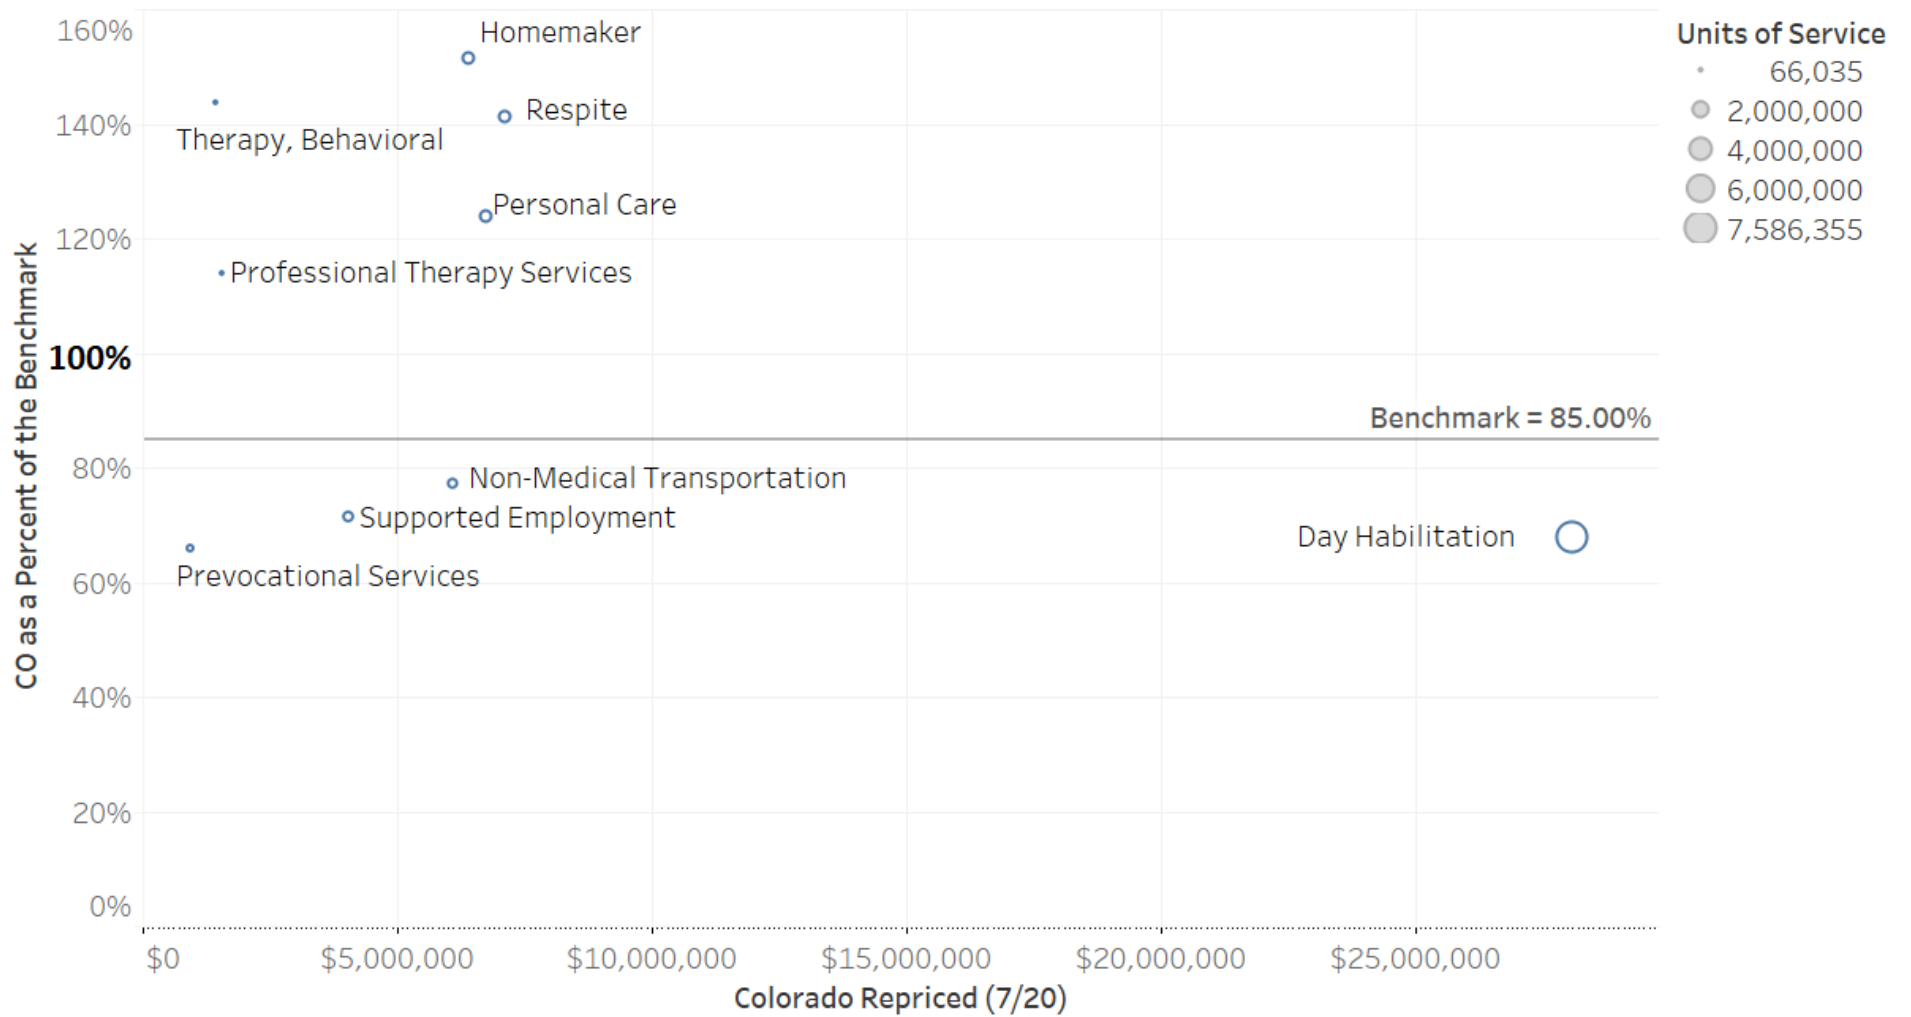 160%
Homemaker
Units of Service
66,035
2,000,000
4,000,000
6,000,000
7,586,355
Respite
140%
Therapy, Behavioral
Personal Care
120%
Professional Therapy Services
100%
Benchmark = 85.00%
80%
Non-Medical Transportation
Supported Employment
Day Habilitation
Prevocational Services
60%
40%
20%
0%
CO as a Percent of the Benchmark
$0
$5,000,000
$10,000,000
$15,000,000
$20,000,000
$25,000,000
Colorado Repriced (7/20)